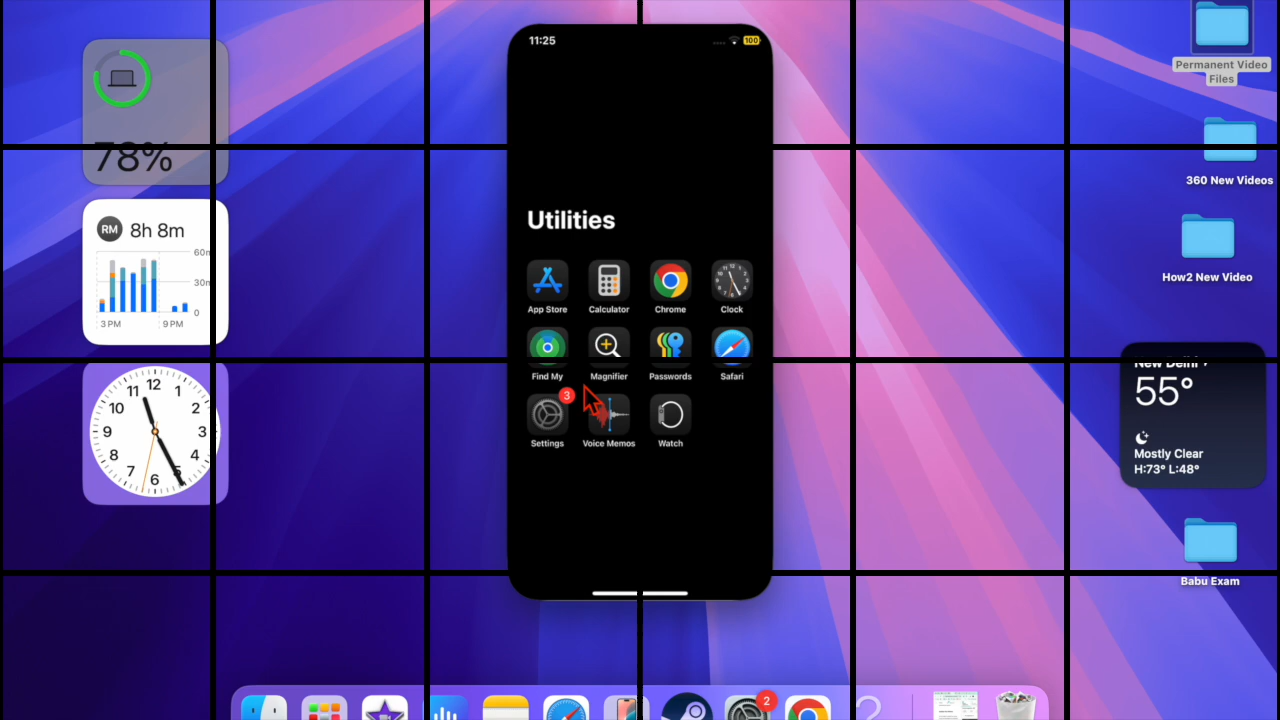 78%
RM 8h 8m
60m
30m
0
3 PM 9 PM
12
11 1
10 2
9 3
8 4
7 5
6
11:25
100
Utilities
App Store Calculator Chrome Clock
Find My Magnifier Passwords Safari
3
Settings Voice Memos Watch
Permanent Video
Files
360 New Videos
How2 New Video
New Delhi
55°
Mostly Clear
H:73° L:48°
Babu Exam
2